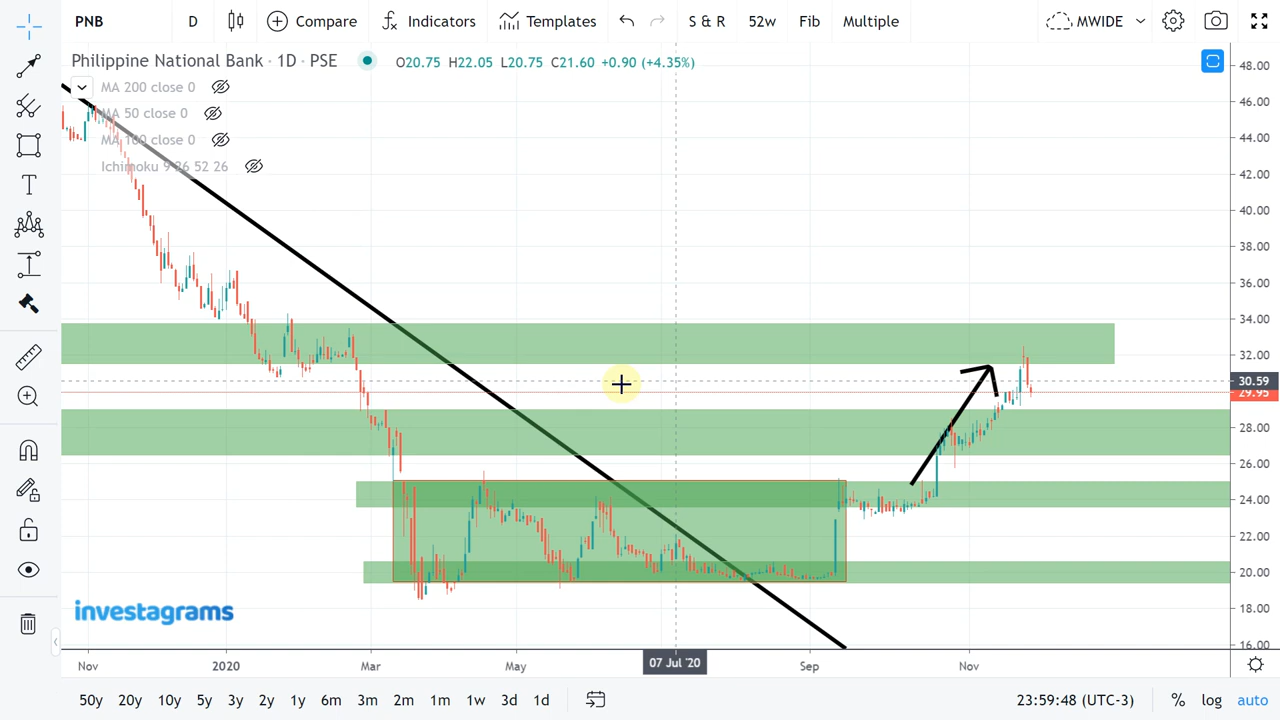 PNB D Compare Indicators Templates S & R 52w Fib Multiple MWIDE
Philippine National Bank · 1D · PSE O20.75 H22.05 L20.75 C21.60 +0.90 (+4.35%)
MA 200 close 0
MA 50 close 0
MA 100 close 0
Ichimoku 9 26 52 26
48.00
46.00
44.00
42.00
40.00
38.00
36.00
34.00
32.00
30.59
29.95
28.00
26.00
24.00
22.00
20.00
18.00
16.00
investagrams
Nov 2020 Mar May 07 Jul '20 Sep Nov
50y 20y 10y 5y 3y 2y 1y 6m 3m 2m 1m 1w 3d 1d 23:59:48 (UTC-3) % log auto